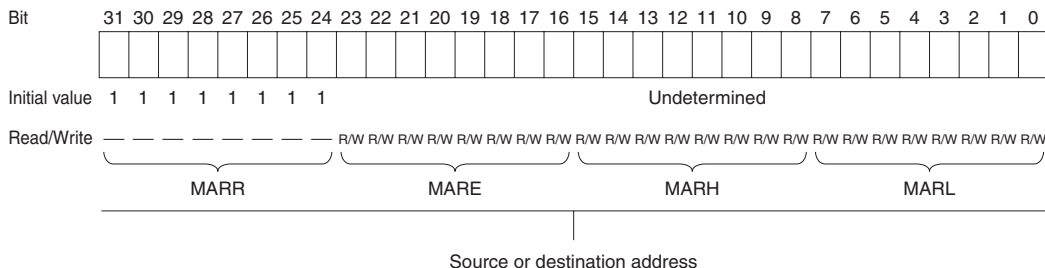 Bit 31 30 29 28 27 26 25 24 23 22 21 20 19 18 17 16 15 14 13 12 11 10 9 8 7 6 5 4 3 2 1 0
Initial value 1 1 1 1 1 1 1 1 Undetermined
Read/Write — — — — — — — — R/W R/W R/W R/W R/W R/W R/W R/W R/W R/W R/W R/W R/W R/W R/W R/W R/W R/W R/W R/W R/W R/W R/W R/W
MARR MARE MARH MARL
Source or destination address